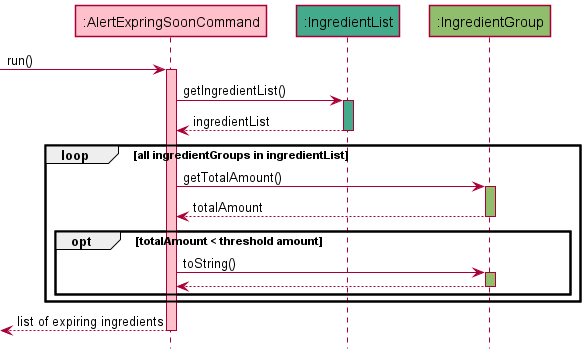 :AlertExpringSoonCommand
:IngredientList
:IngredientGroup
run()
getIngredientList()
ingredientList
loop
[all ingredientGroups in ingredientList]
getTotalAmount()
totalAmount
opt
[totalAmount < threshold amount]
toString()
list of expiring ingredients